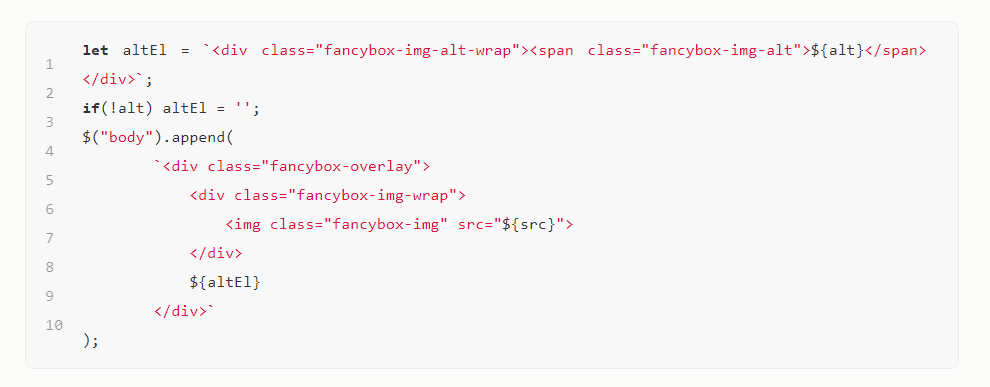 let altEl = `<div class="fancybox-img-alt-wrap"><span class="fancybox-img-alt">${alt}</span>
1
</div>`;
2
if(!alt) altEl = '';
3
$("body").append(
4
`<div class="fancybox-overlay">
5
<div class="fancybox-img-wrap">
6
<img class="fancybox-img" src="${src}">
7
</div>
8
${altEl}
9
</div>`
10
);